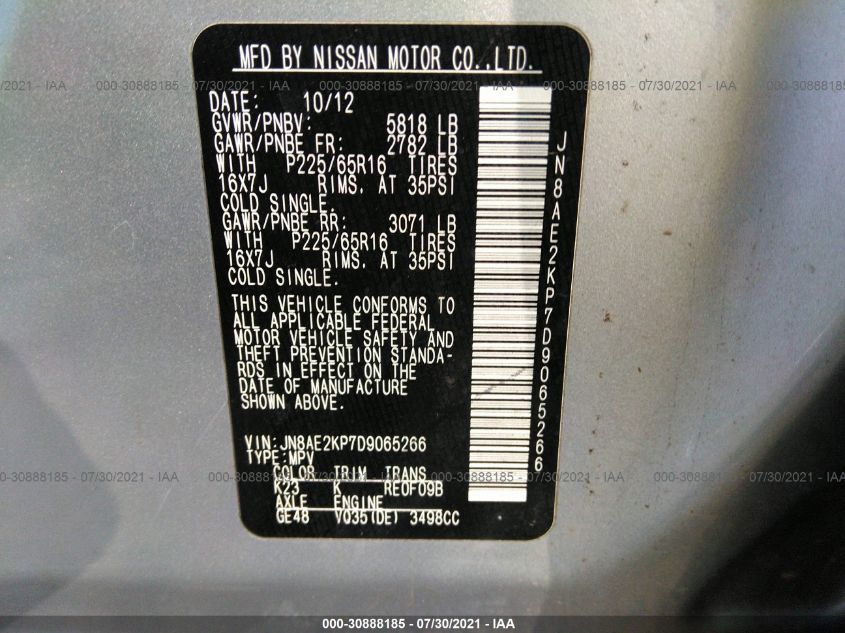 MFD BY NISSAN MOTOR CO.,LTD.
DATE: 10/12
GVWR/PNBV: 5818 LB
GAWR/PNBE FR: 2782 LB
WITH P225/65R16 TIRES
16X7J RIMS, AT 35PSI
COLD SINGLE.
GAWR/PNBE RR: 3071 LB
WITH P225/65R16 TIRES
16X7J RIMS, AT 35PSI
COLD SINGLE.
THIS VEHICLE CONFORMS TO
ALL APPLICABLE FEDERAL
MOTOR VEHICLE SAFETY AND
THEFT PREVENTION STANDA-
RDS IN EFFECT ON THE
DATE OF MANUFACTURE
SHOWN ABOVE.
VIN:JN8AE2KP7D9065266
TYPE:MPV
COLOR TRIM TRANS
K23 K RE0F09B
AXLE ENGINE
GE48 VQ35(DE) 3498CC
JN8AE2KP7D9065266
000-30888185 - 07/30/2021 - IAA